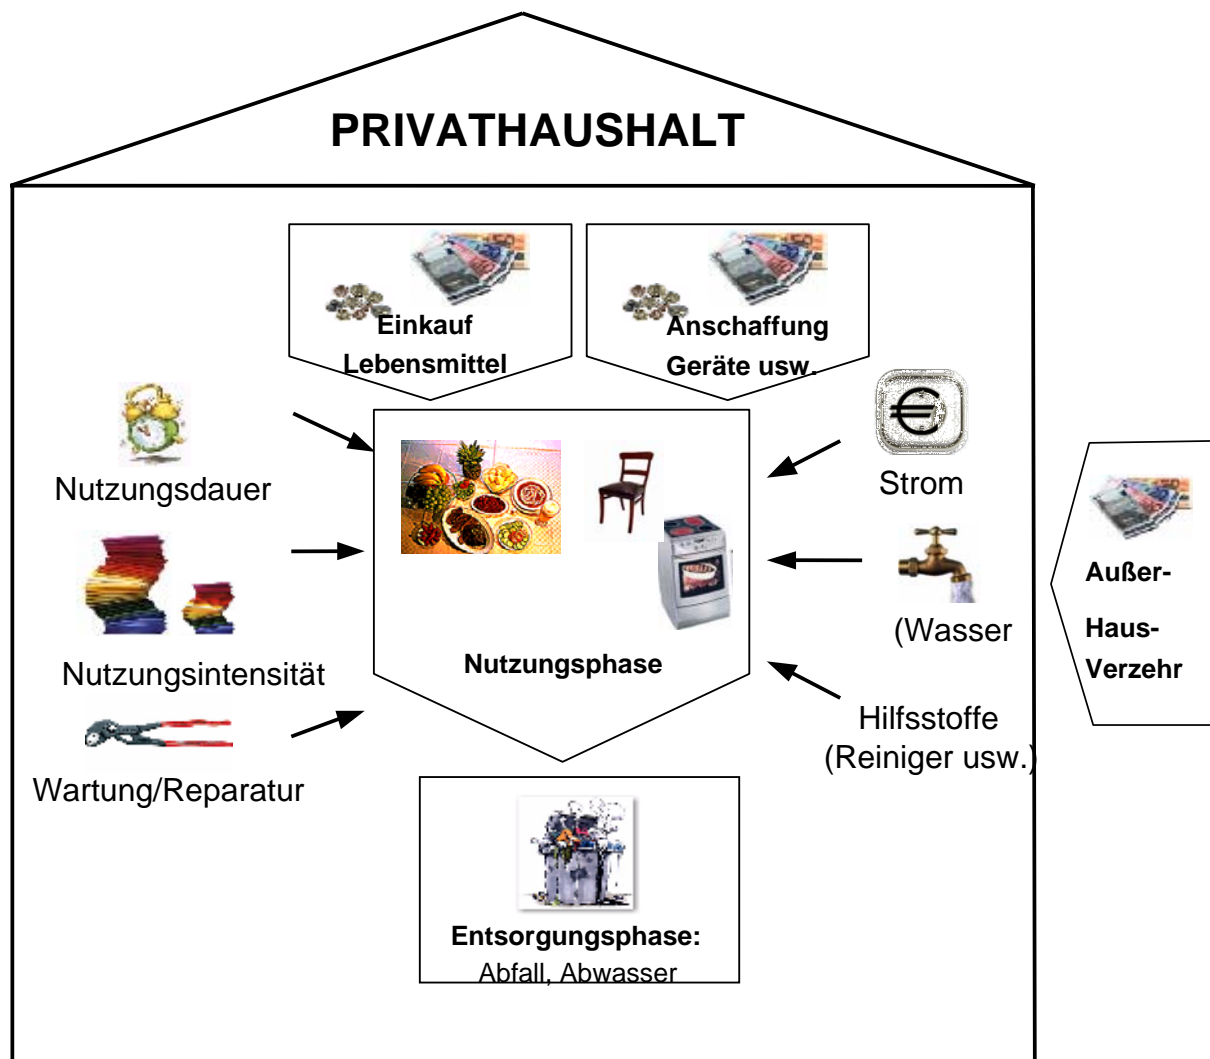 PRIVATHAUSHALT
Einkauf
Lebensmittel
Anschaffung
Geräte usw.
Nutzungsdauer
Nutzungsintensität
Wartung/Reparatur
Nutzungsphase
Strom
(Wasser
Hilfsstoffe
(Reiniger usw.)
Außer-
Haus-
Verzehr
Entsorgungsphase:
Abfall, Abwasser